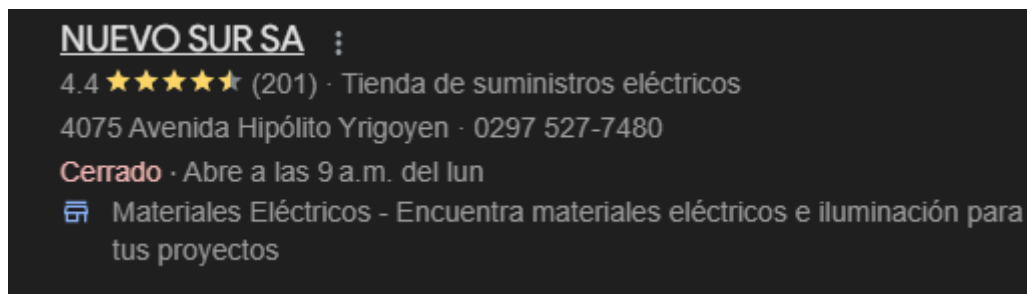 NUEVO SUR SA
4.4 (201) · Tienda de suministros eléctricos
4075 Avenida Hipólito Yrigoyen · 0297 527-7480
Cerrado · Abre a las 9 a.m. del lun
Materiales Eléctricos - Encuentra materiales eléctricos e iluminación para
tus proyectos